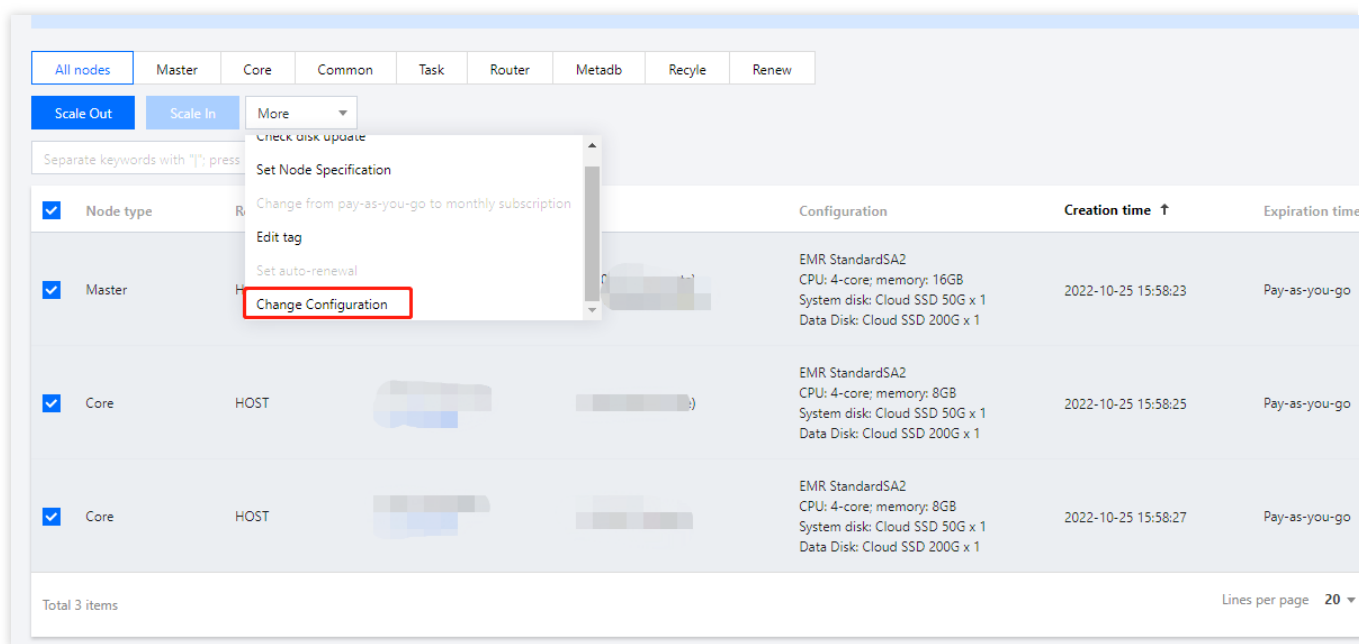 All nodes Master Core Common Task Router Metadb Recyle Renew
Scale Out Scale In More
Check disk update
Separate keywords with "|"; press
Set Node Specification
Change from pay-as-you-go to monthly subscription
Edit tag
Set auto-renewal
Change Configuration
Node type Configuration Creation time ↑ Expiration time
Master
EMR StandardSA2
CPU: 4-core; memory: 16GB
System disk: Cloud SSD 50G x 1
Data Disk: Cloud SSD 200G x 1
2022-10-25 15:58:23 Pay-as-you-go
Core HOST
EMR StandardSA2
CPU: 4-core; memory: 8GB
System disk: Cloud SSD 50G x 1
Data Disk: Cloud SSD 200G x 1
2022-10-25 15:58:25 Pay-as-you-go
Core HOST
EMR StandardSA2
CPU: 4-core; memory: 8GB
System disk: Cloud SSD 50G x 1
Data Disk: Cloud SSD 200G x 1
2022-10-25 15:58:27 Pay-as-you-go
Total 3 items Lines per page 20